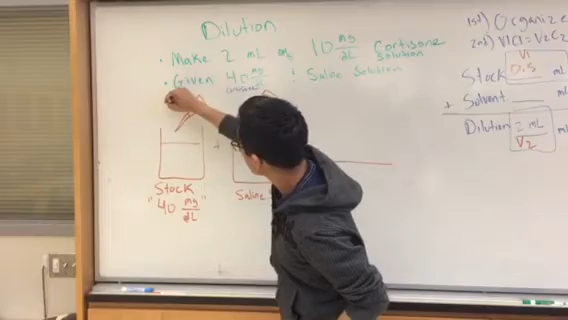 Dilution
• Make 2 mL of 10 mg/dL Cortisone Solution
• Given 40 mg/dL & Saline Solution
cortisone
Stock
"40 mg/dL"
Saline
+
1st) Organize
2nd) V1C1 = V2C2
V1
Stock 0.5 mL
+ Solvent ___ mL
Dilution 2 mL
V2